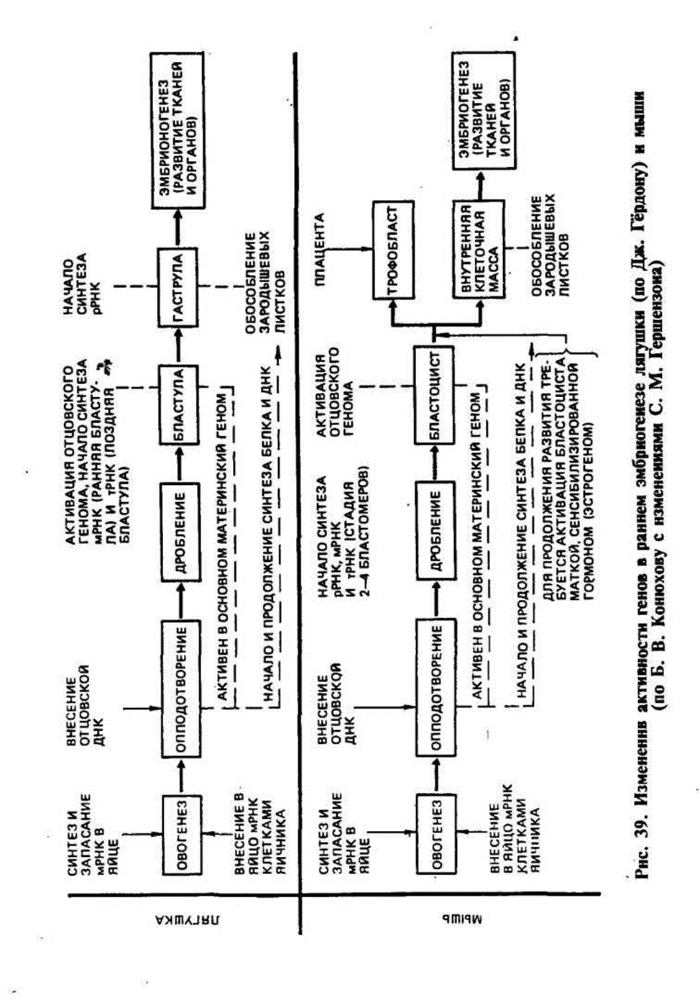 ЛЯГУШКА
СИНТЕЗ И
ЗАПАСАНИЕ
мРНК В
ЯЙЦЕ
ОВОГЕНЕЗ
ВНЕСЕНИЕ В
ЯЙЦО мРНК
КЛЕТКАМИ
ЯИЧНИКА
ВНЕСЕНИЕ
ОТЦОВСКОЙ
ДНК
ОПЛОДОТВОРЕНИЕ
АКТИВЕН В ОСНОВНОМ МАТЕРИНСКИЙ ГЕНОМ
НАЧАЛО И ПРОДОЛЖЕНИЕ СИНТЕЗА БЕЛКА И ДНК
ДРОБЛЕНИЕ
АКТИВАЦИЯ ОТЦОВСКОГО
ГЕНОМА, НАЧАЛО СИНТЕЗА
мРНК (РАННЯЯ БЛАСТУ-
ЛА) И тРНК (ПОЗДНЯЯ
БЛАСТУЛА)
БЛАСТУЛА
НАЧАЛО
СИНТЕЗА
рРНК
ГАСТРУЛА
ОБОСОБЛЕНИЕ
ЗАРОДЫШЕВЫХ
ЛИСТКОВ
ЭМБРИОНОГЕНЕЗ
(РАЗВИТИЕ ТКАНЕЙ
И ОРГАНОВ)
МЫШЬ
СИНТЕЗ И
ЗАПАСАНИЕ
мРНК В
ЯЙЦЕ
ОВОГЕНЕЗ
ВНЕСЕНИЕ
В ЯЙЦО мРНК
КЛЕТКАМИ
ЯИЧНИКА
ВНЕСЕНИЕ
ОТЦОВСКОЙ
ДНК
ОПЛОДОТВОРЕНИЕ
АКТИВЕН В ОСНОВНОМ МАТЕРИНСКИЙ ГЕНОМ
НАЧАЛО И ПРОДОЛЖЕНИЕ СИНТЕЗА БЕЛКА И ДНК
НАЧАЛО СИНТЕЗА
рРНК, мРНК
И тРНК (СТАДИЯ
2–4 БЛАСТОМЕРОВ)
ДРОБЛЕНИЕ
АКТИВАЦИЯ
ОТЦОВСКОГО
ГЕНОМА
БЛАСТОЦИСТ
ДЛЯ ПРОДОЛЖЕНИЯ РАЗВИТИЯ ТРЕ-
БУЕТСЯ АКТИВАЦИЯ БЛАСТОЦИСТА
МАТКОЙ, СЕНСИБИЛИЗИРОВАННОЙ
ГОРМОНОМ (ЭСТРОГЕНОМ)
ПЛАЦЕНТА
ТРОФОБЛАСТ
ВНУТРЕННЯЯ
КЛЕТОЧНАЯ
МАССА
ОБОСОБЛЕНИЕ
ЗАРОДЫШЕВЫХ
ЛИСТКОВ
ЭМБРИОГЕНЕЗ
(РАЗВИТИЕ
ТКАНЕЙ
И ОРГАНОВ)
Рис. 39. Изменения активности генов в раннем эмбриогенезе лягушки (по Дж. Гёрдону) и мыши
(по Б. В. Конюхову с изменениями С. М. Гершензона)